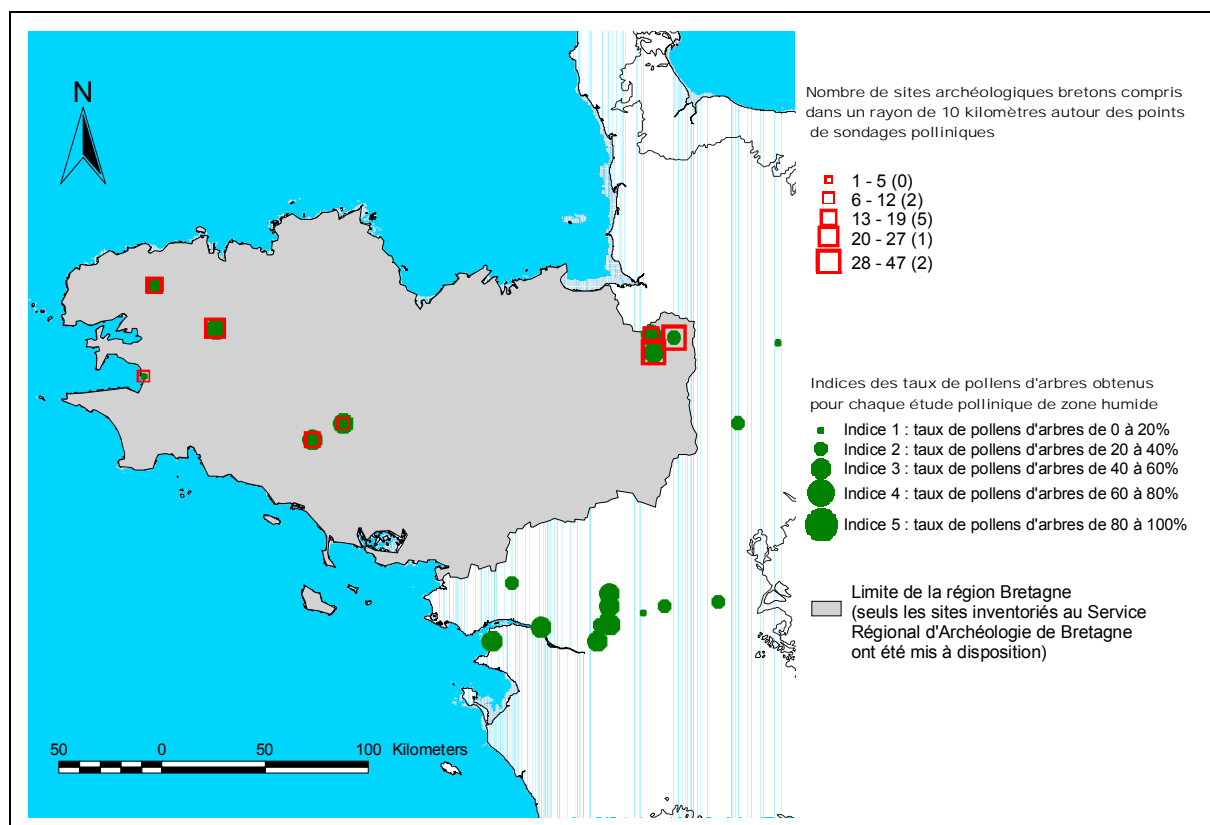 N
Nombre de sites archéologiques bretons compris
dans un rayon de 10 kilomètres autour des points
de sondages polliniques
1 - 5 (0)
6 - 12 (2)
13 - 19 (5)
20 - 27 (1)
28 - 47 (2)
Indices des taux de pollens d'arbres obtenus
pour chaque étude pollinique de zone humide
Indice 1 : taux de pollens d'arbres de 0 à 20%
Indice 2 : taux de pollens d'arbres de 20 à 40%
Indice 3 : taux de pollens d'arbres de 40 à 60%
Indice 4 : taux de pollens d'arbres de 60 à 80%
Indice 5 : taux de pollens d'arbres de 80 à 100%
Limite de la région Bretagne
(seuls les sites inventoriés au Service
Régional d'Archéologie de Bretagne
ont été mis à disposition)
50 0 50 100 Kilometers